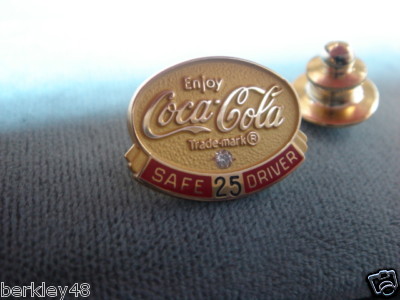 Enjoy
Coca-Cola
Trade-mark®
SAFE 25 DRIVER
berkley48